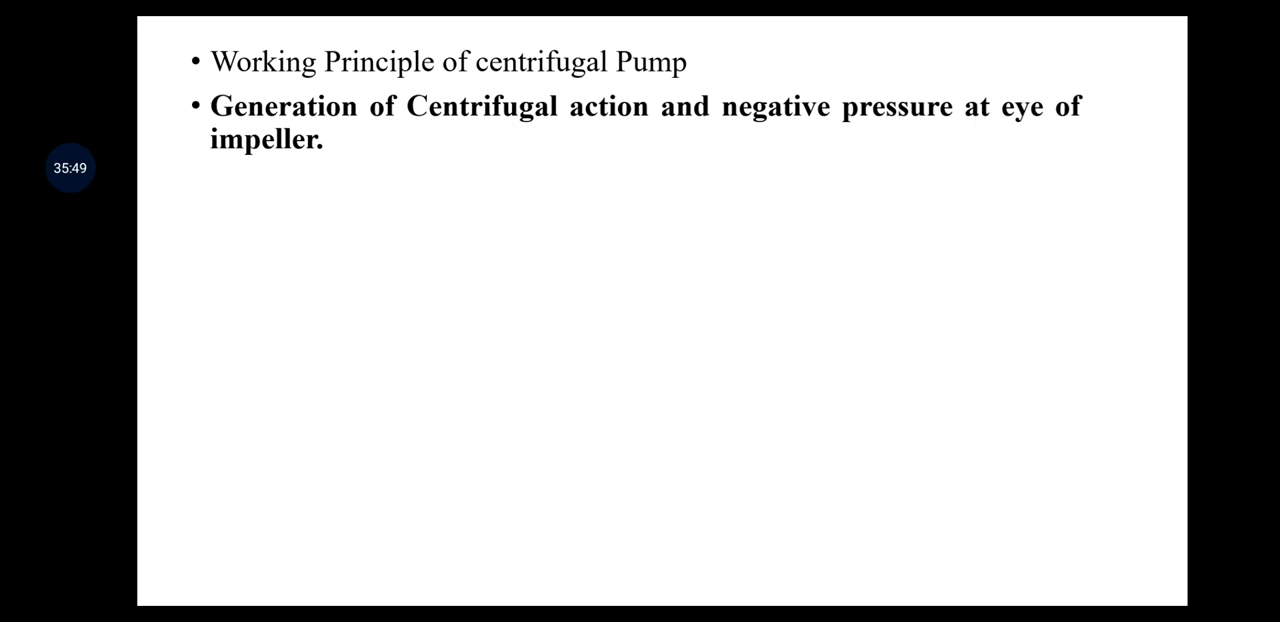 • Working Principle of centrifugal Pump
• Generation of Centrifugal action and negative pressure at eye of
impeller.
35:49